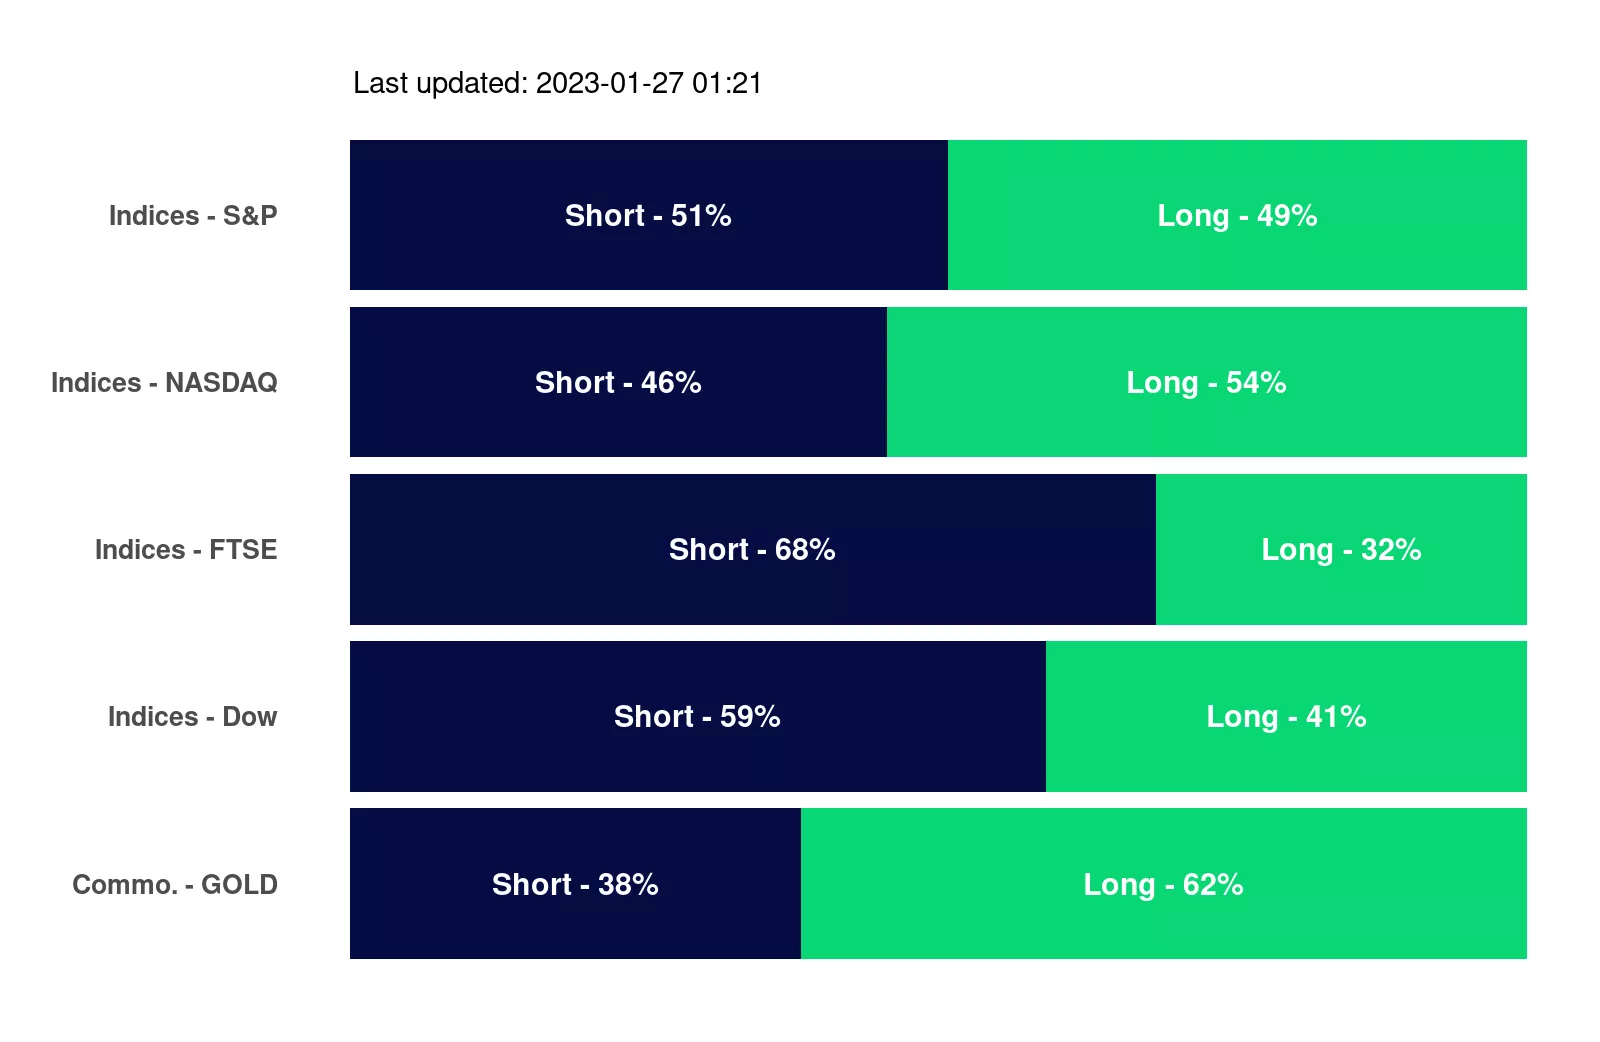 Last updated: 2023-01-27 01:21
Indices - S&P Short - 51% Long - 49%
Indices - NASDAQ Short - 46% Long - 54%
Indices - FTSE Short - 68% Long - 32%
Indices - Dow Short - 59% Long - 41%
Commo. - GOLD Short - 38% Long - 62%